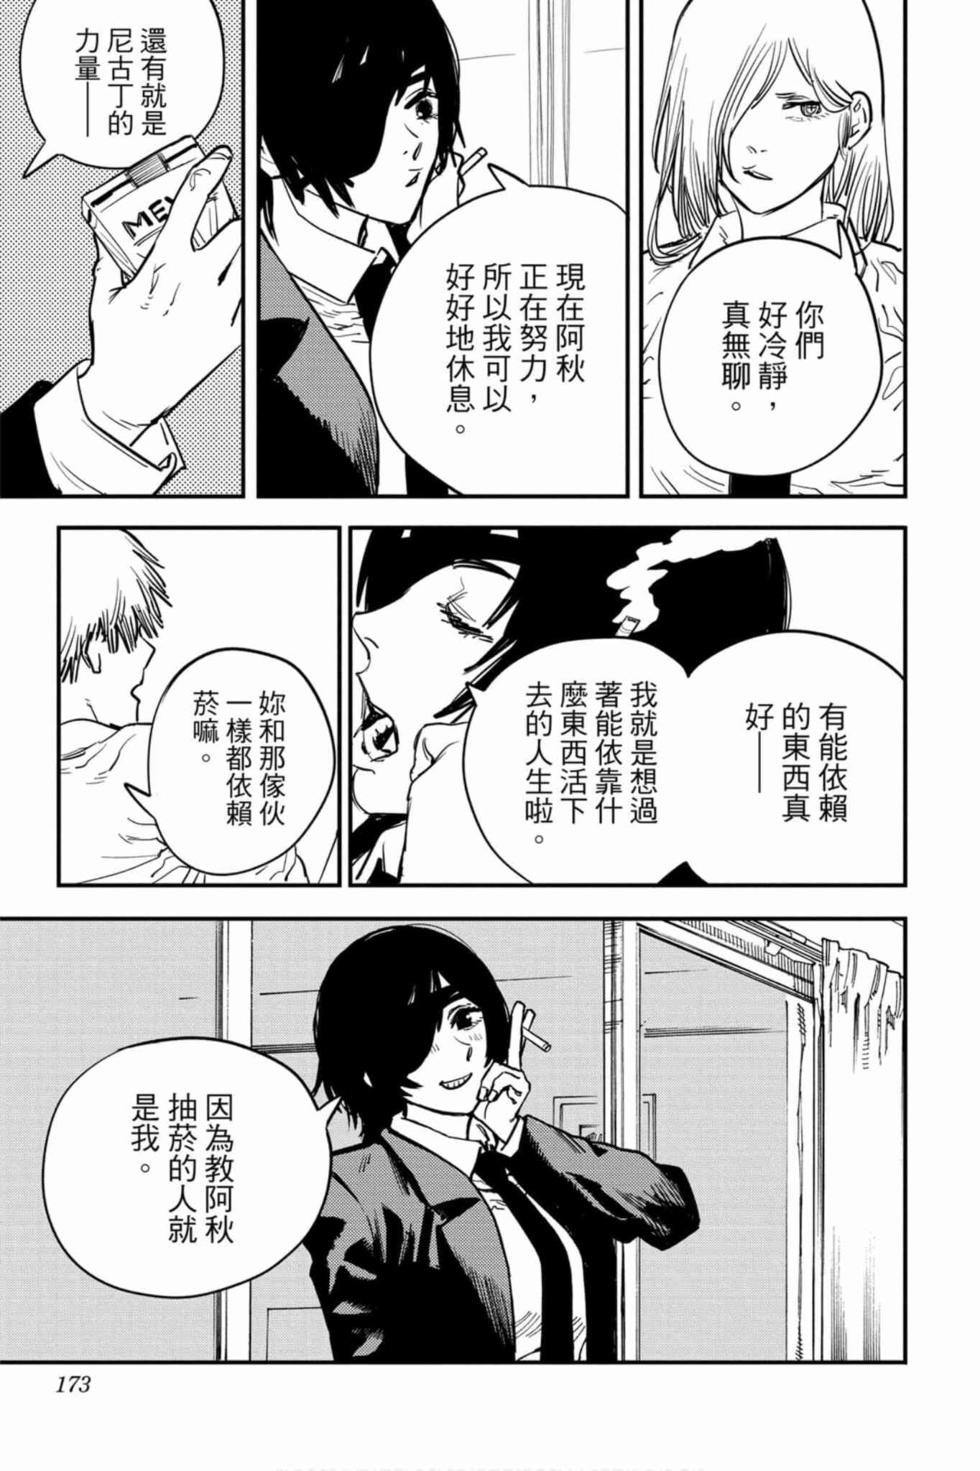 你們
好冷靜，
真無聊。
現在阿秋
正在努力，
所以我可以
好好地休息。
還有就是
尼古丁的
力量——
MEV
有能依賴
的東西真
好——
我就是想過
著能依靠什
麼東西活下
去的人生啦。
妳和那傢伙
一樣都依賴
菸嘛。
因為教阿秋
抽菸的人就
是我。
173